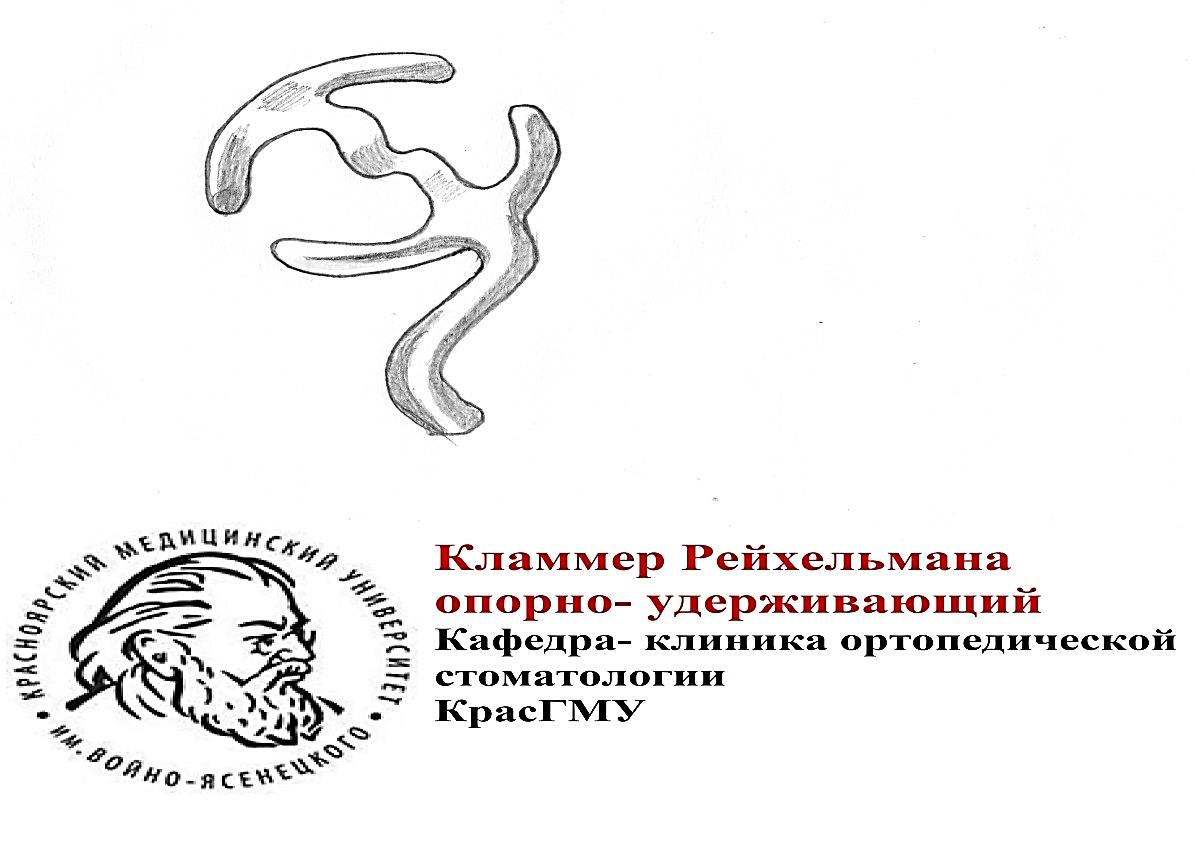 КРАСНОЯРСКИЙ МЕДИЦИНСКИЙ УНИВЕРСИТЕТ
• ИМ. ВОЙНО-ЯСЕНЕЦКОГО •
Кламмер Рейхельмана
опорно- удерживающий
Кафедра- клиника ортопедической
стоматологии
КрасГМУ